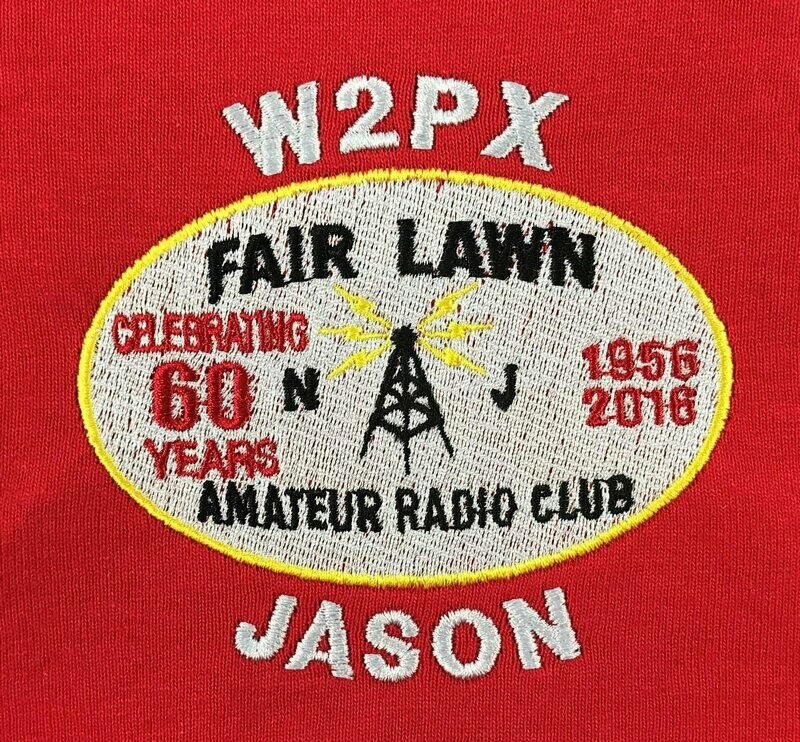 W2PX
FAIR LAWN
CELEBRATING
60
YEARS
N J
1956
2016
AMATEUR RADIO CLUB
JASON